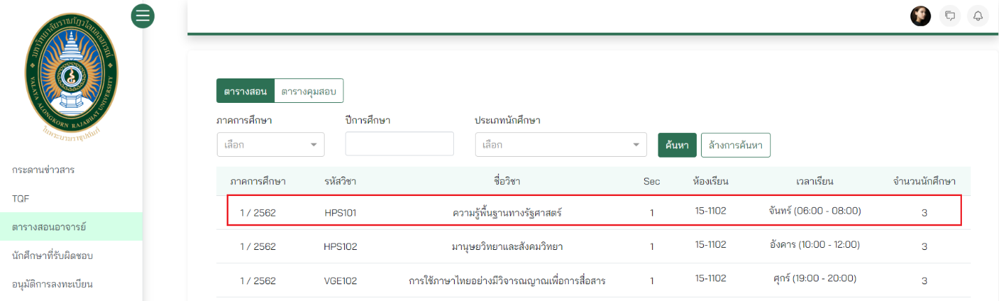 มหาวิทยาลัยราชภัฏวไลยอลงกรณ์
VALAYA ALONGKORN RAJABHAT UNIVERSITY
ในพระบรมราชูปถัมภ์
กระดานข่าวสาร
TQF
ตารางสอนอาจารย์
นักศึกษาที่รับผิดชอบ
อนุมัติการลงทะเบียน
ตารางสอน ตารางคุมสอบ
ภาคการศึกษา ปีการศึกษา ประเภทนักศึกษา
เลือก เลือก ค้นหา ล้างการค้นหา
ภาคการศึกษา รหัสวิชา ชื่อวิชา Sec ห้องเรียน เวลาเรียน จำนวนนักศึกษา
1 / 2562 HPS101 ความรู้พื้นฐานทางรัฐศาสตร์ 1 15-1102 จันทร์ (06:00 - 08:00) 3
1 / 2562 HPS102 มานุษยวิทยาและสังคมวิทยา 1 15-1102 อังคาร (10:00 - 12:00) 3
1 / 2562 VGE102 การใช้ภาษาไทยอย่างมีวิจารณญาณเพื่อการสื่อสาร 1 15-1102 ศุกร์ (19:00 - 20:00) 3